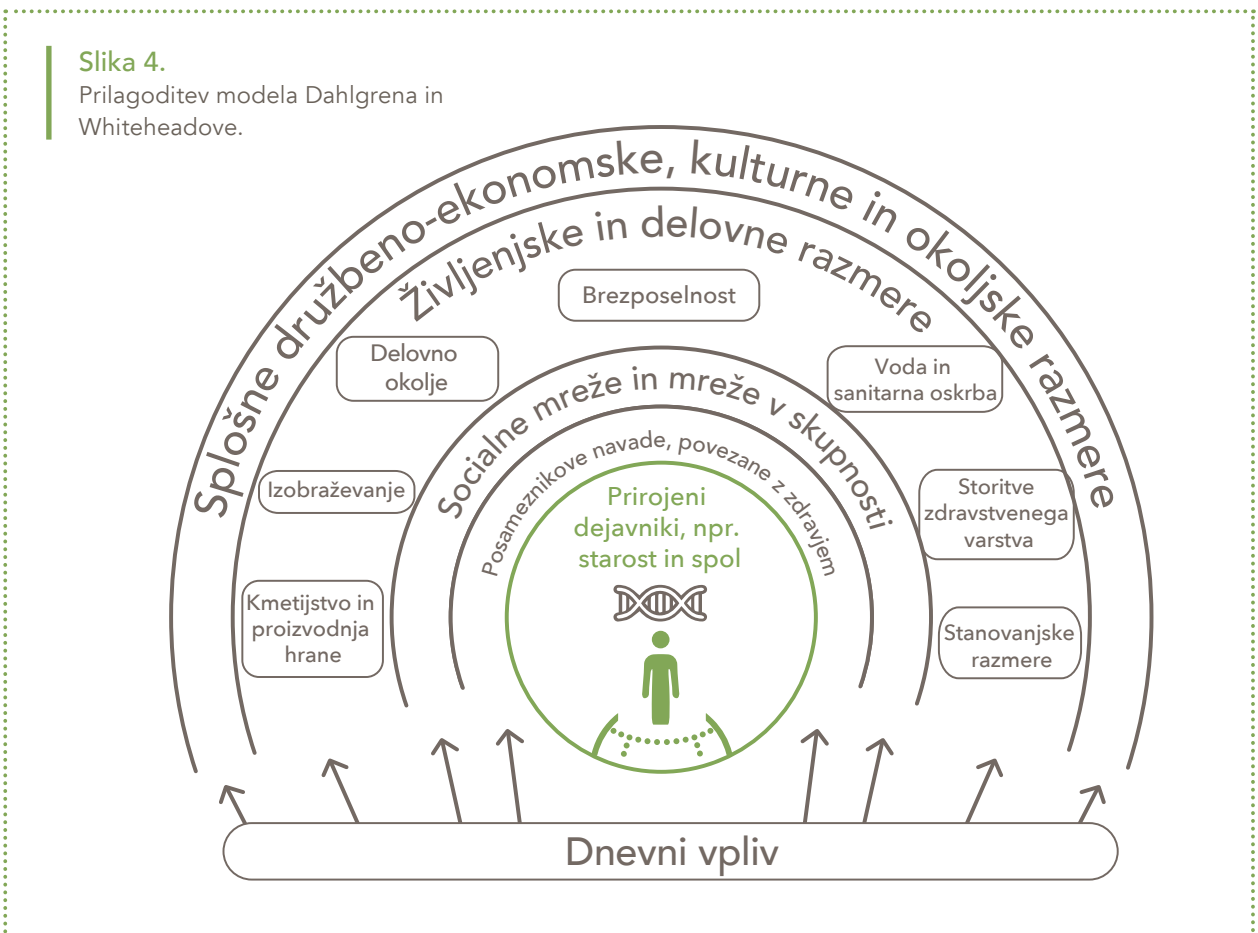 Slika 4.
Prilagoditev modela Dahlgrena in
Whiteheadove.
Splošne družbeno-ekonomske, kulturne in okoljske razmere
Življenjske in delovne razmere
Brezposelnost
Delovno
okolje
Voda in
sanitarna oskrba
Socialne mreže in mreže v skupnosti
Posameznikove navade, povezane z zdravjem
Izobraževanje
Storitve
zdravstvenega
varstva
Prirojeni
dejavniki, npr.
starost in spol
Kmetijstvo in
proizvodnja
hrane
Stanovanjske
razmere
Dnevni vpliv